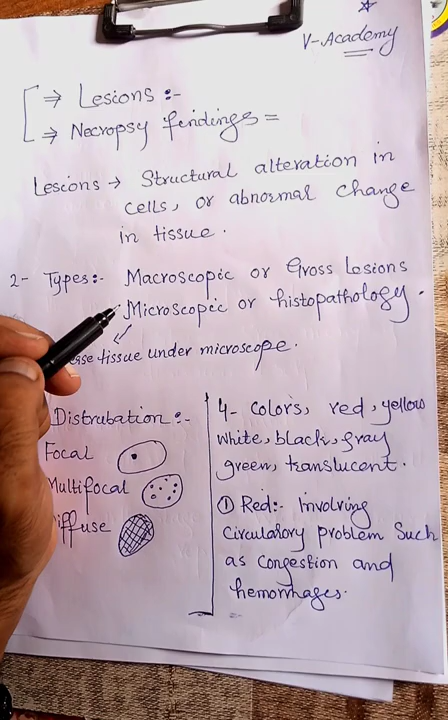 V-Academy
⇒ Lesions :-
⇒ Necropsy findings =
Lesions → Structural alteration in
cells, or abnormal change
in tissue.
2- Types:- Macroscopic or Gross Lesions
Microscopic or histopathology.
tissue under microscope.
Distrubation :-
Focal
Multifocal
Diffuse
4- Colors, red, yellow
white, black, gray
green, translucent.
① Red:- involving
Circulatory problem Such
as Congestion and
hemorrhages.